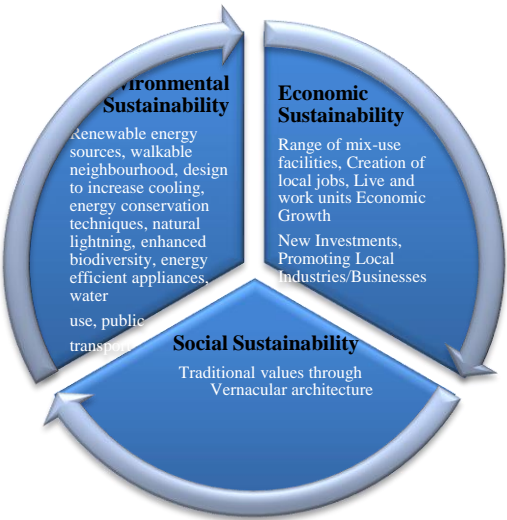 vironmental
Sustainability
Renewable energy
sources, walkable
neighbourhood, design
to increase cooling,
energy conservation
techniques, natural
lightning, enhanced
biodiversity, energy
efficient appliances,
water
use, public
transport
Economic
Sustainability
Range of mix-use
facilities, Creation of
local jobs, Live and
work units Economic
Growth
New Investments,
Promoting Local
Industries/Businesses
Social Sustainability
Traditional values through
Vernacular architecture